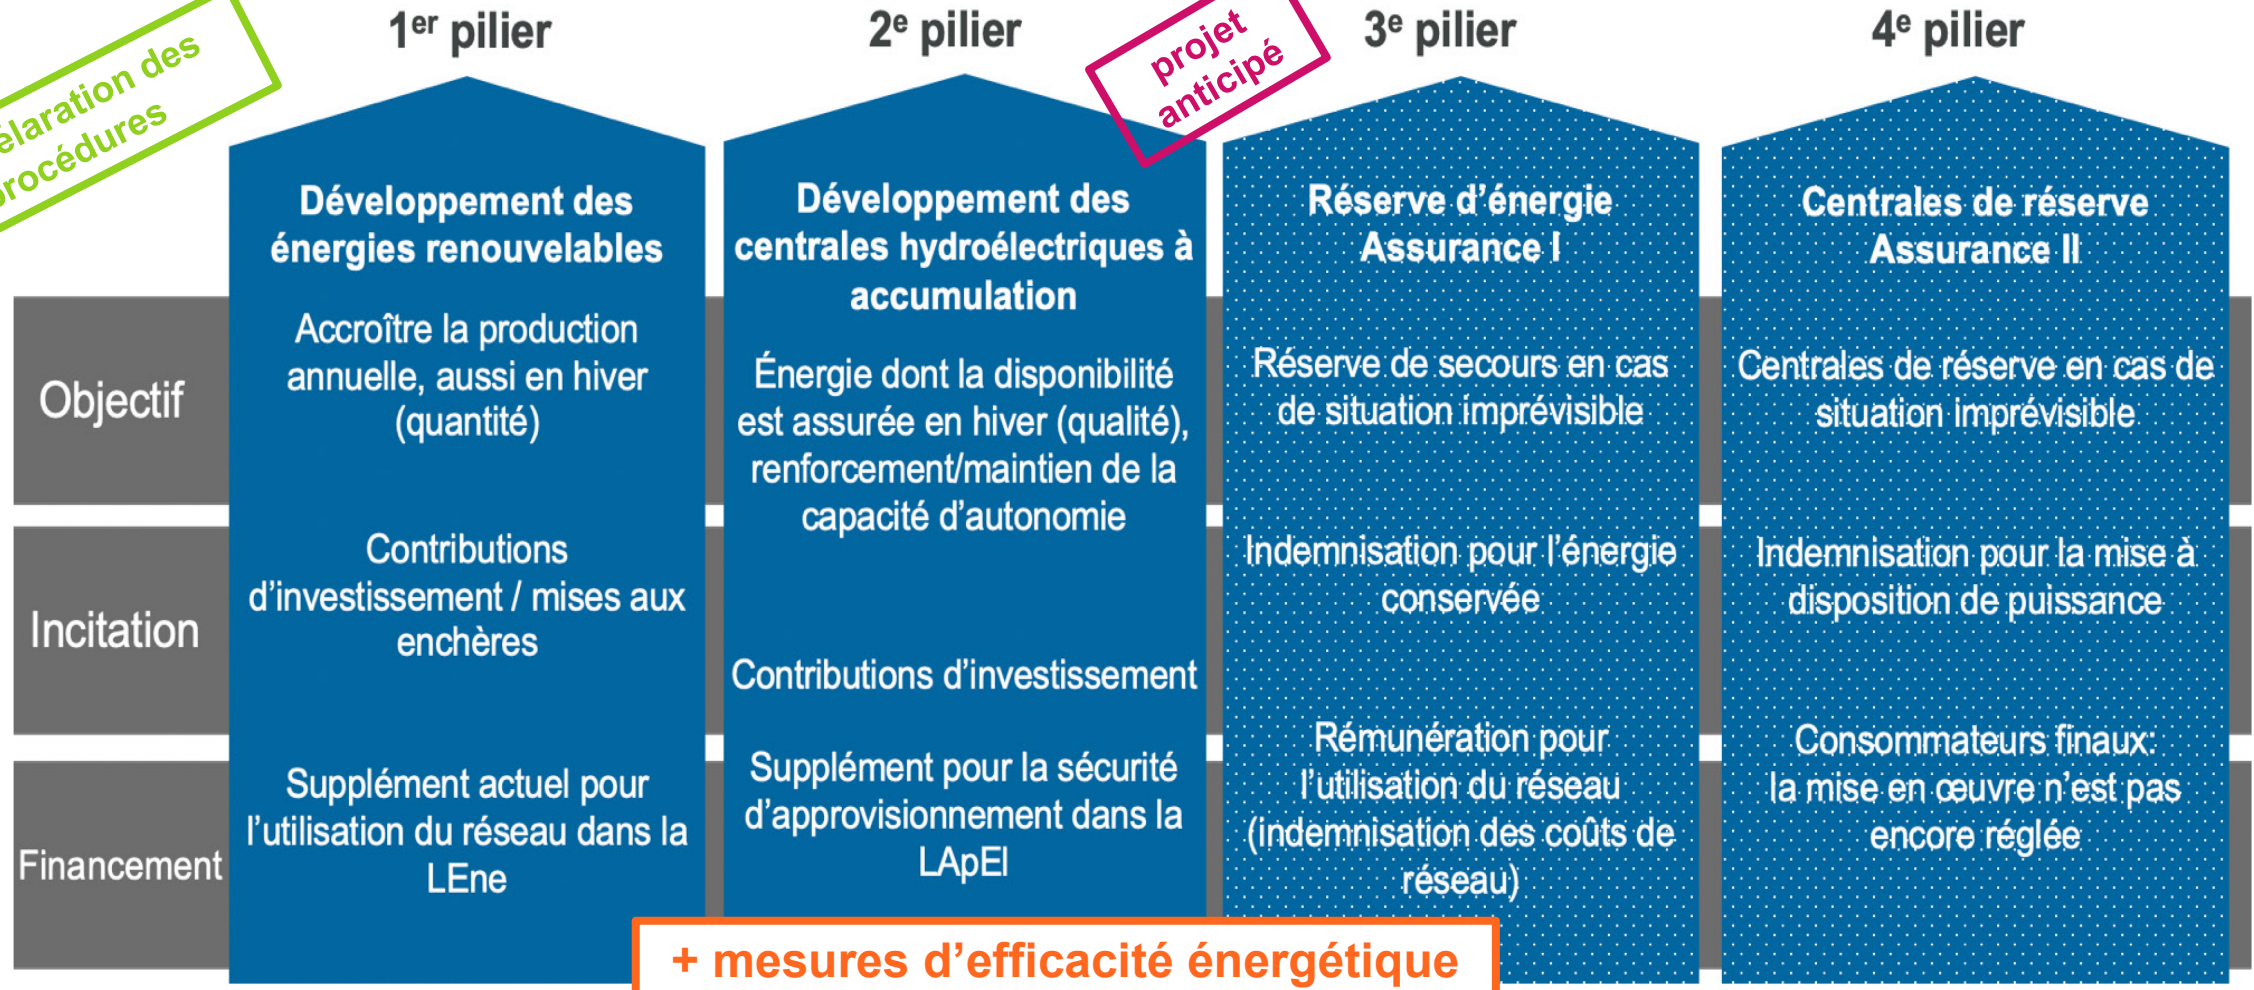 1er pilier
2e pilier
3e pilier
4e pilier
des
projet
anticipé
Développement des
énergies renouvelables
Accroître la production
annuelle, aussi en hiver
(quantité)
Contributions
d’investissement / mises aux
enchères
Supplément actuel pour
l’utilisation du réseau dans la
LEne
Développement des
centrales hydroélectriques à
accumulation
Énergie dont la disponibilité
est assurée en hiver (qualité),
renforcement/maintien de la
capacité d’autonomie
Contributions d’investissement
Supplément pour la sécurité
d’approvisionnement dans la
LApEl
Réserve d’énergie
Assurance I
Réserve de secours en cas
de situation imprévisible
Indemnisation pour l’énergie
conservée
Rémunération pour
l’utilisation du réseau
(indemnisation des coûts de
réseau)
Centrales de réserve
Assurance II
Centrales de réserve en cas de
situation imprévisible
Indemnisation pour la mise à
disposition de puissance
Consommateurs finaux:
la mise en œuvre n’est pas
encore réglée
Objectif
Incitation
Financement
+ mesures d’efficacité énergétique